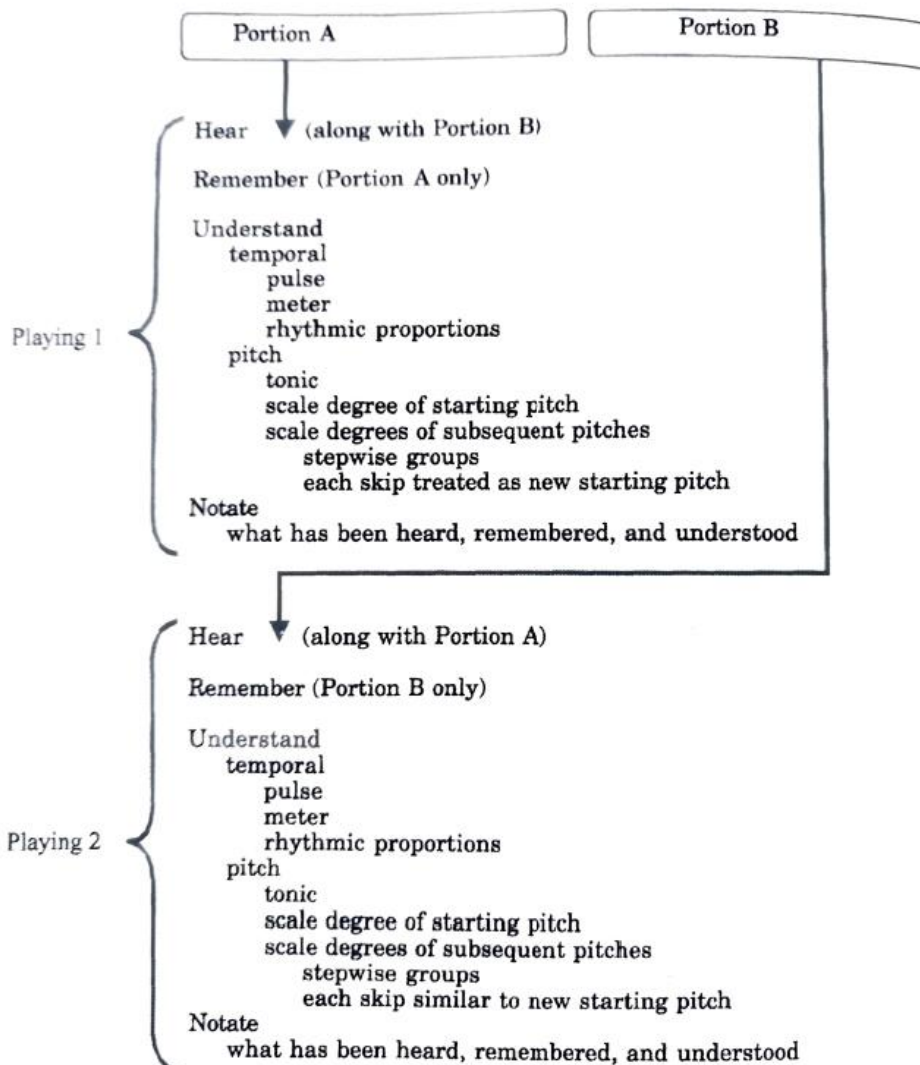 Portion A
Portion B
Hear (along with Portion B)
Remember (Portion A only)
Understand
temporal
pulse
meter
rhythmic proportions
Playing 1
pitch
tonic
scale degree of starting pitch
scale degrees of subsequent pitches
stepwise groups
each skip treated as new starting pitch
Notate
what has been heard, remembered, and understood
Hear (along with Portion A)
Remember (Portion B only)
Understand
temporal
pulse
meter
rhythmic proportions
Playing 2
pitch
tonic
scale degree of starting pitch
scale degrees of subsequent pitches
stepwise groups
each skip similar to new starting pitch
Notate
what has been heard, remembered, and understood